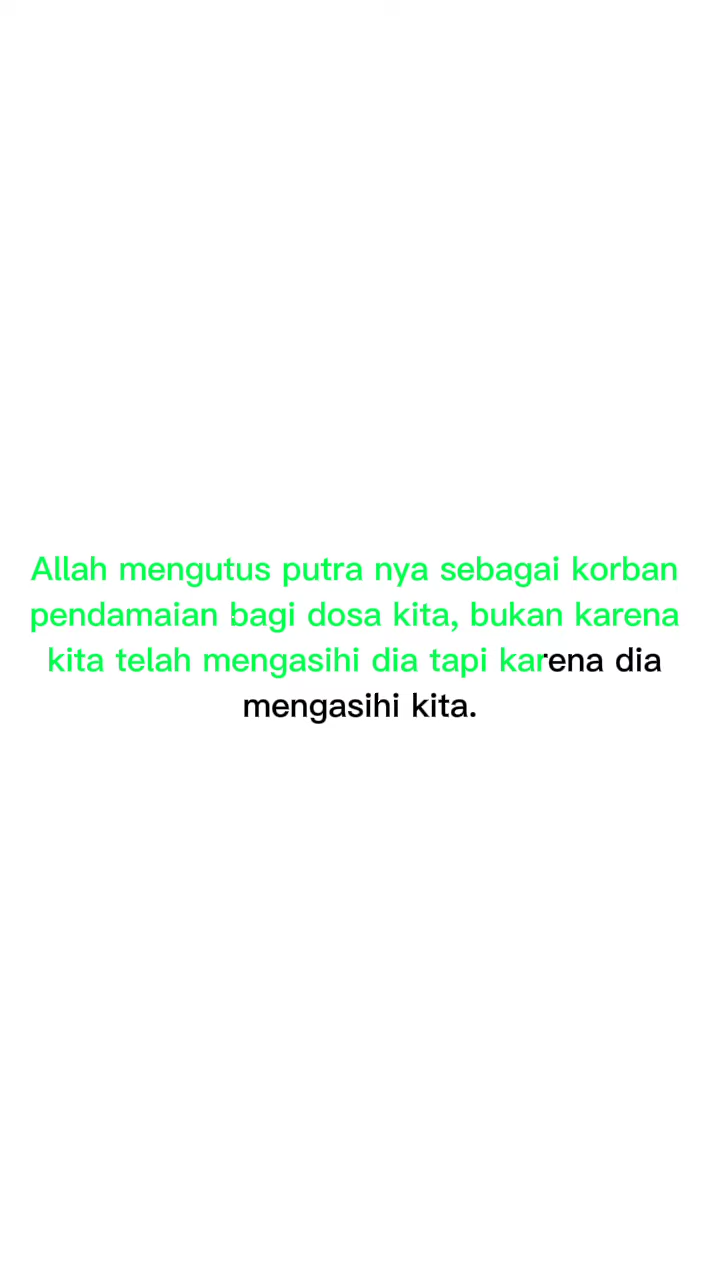 Allah mengutus putra nya sebagai korban
pendamaian bagi dosa kita, bukan karena
kita telah mengasihi dia tapi karena dia
mengasihi kita.